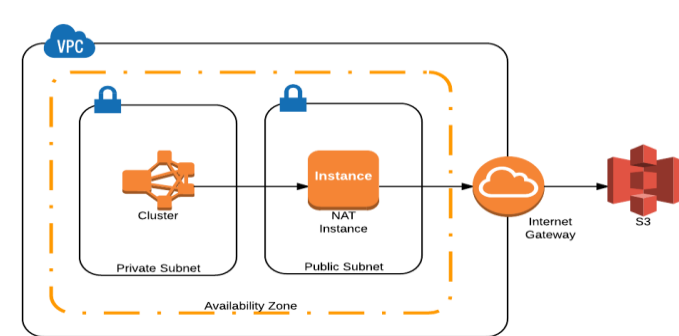 VPC
Instance
Cluster
NAT
Instance
Internet
Gateway
S3
Private Subnet
Public Subnet
Availability Zone